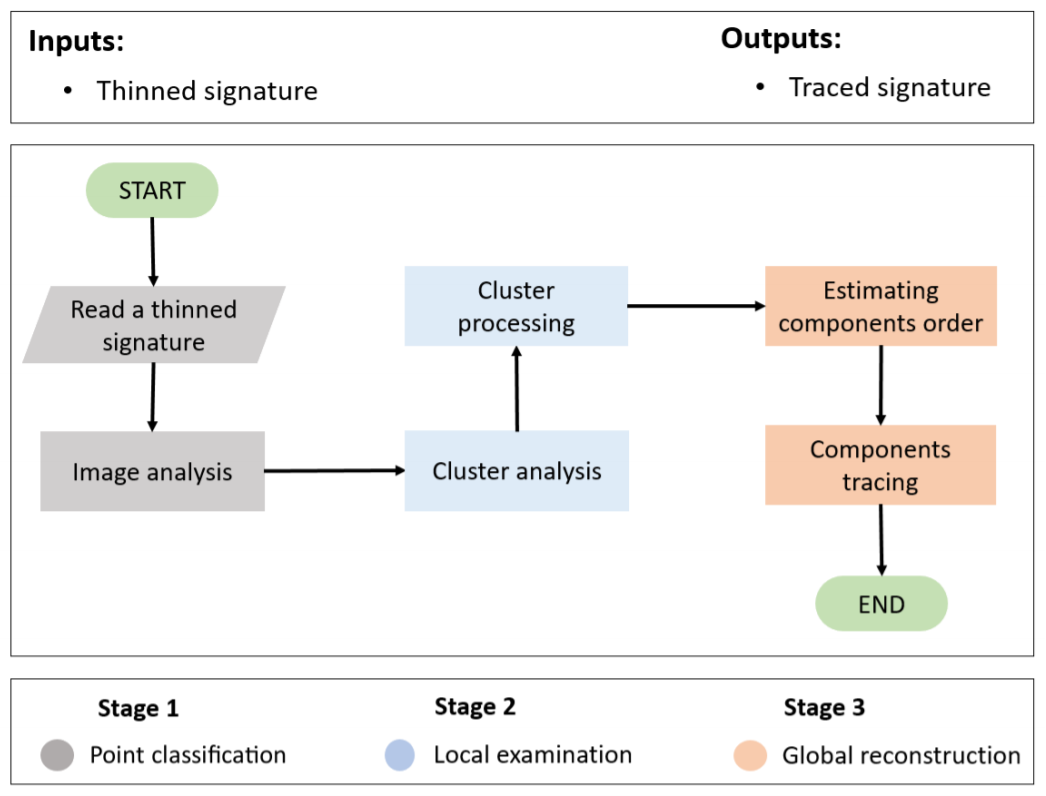 Inputs:
• Thinned signature
Outputs:
• Traced signature
START
Read a thinned
signature
Image analysis
Cluster
processing
Cluster analysis
Estimating
components order
Components
tracing
END
Stage 1
Point classification
Stage 2
Local examination
Stage 3
Global reconstruction